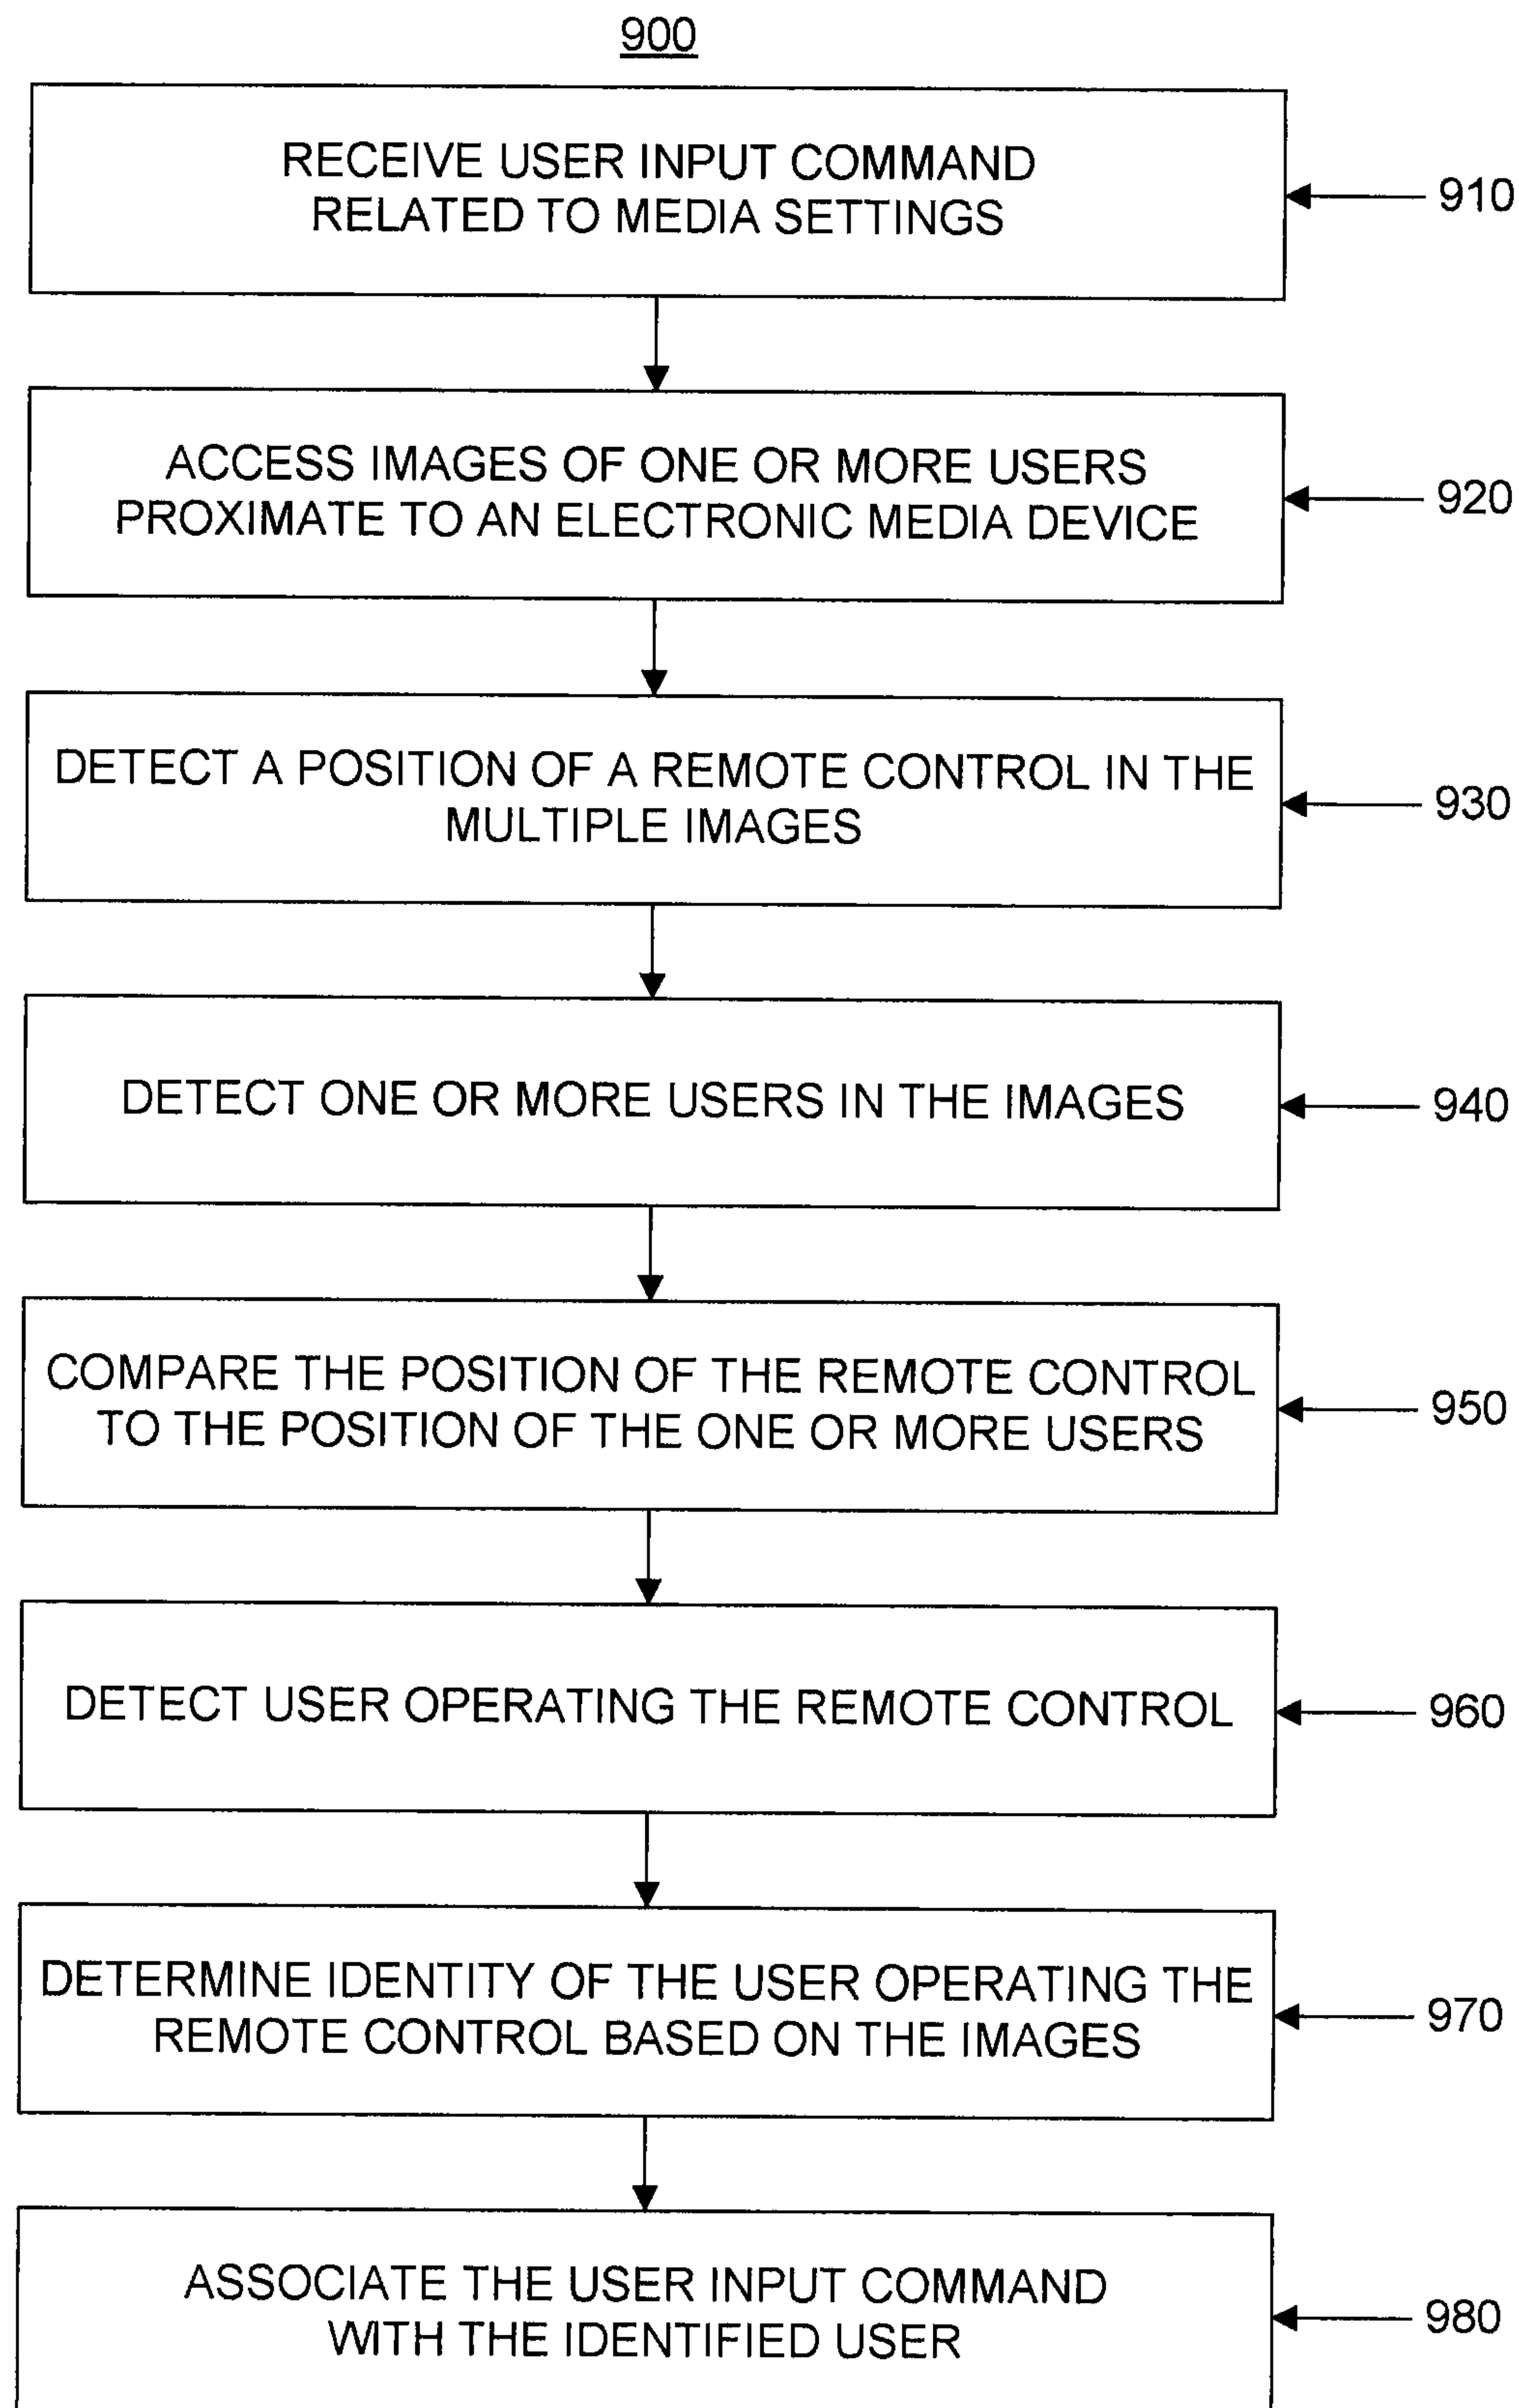 900
RECEIVE USER INPUT COMMAND
RELATED TO MEDIA SETTINGS
910
ACCESS IMAGES OF ONE OR MORE USERS
PROXIMATE TO AN ELECTRONIC MEDIA DEVICE
920
DETECT A POSITION OF A REMOTE CONTROL IN THE
MULTIPLE IMAGES
930
DETECT ONE OR MORE USERS IN THE IMAGES
940
COMPARE THE POSITION OF THE REMOTE CONTROL
TO THE POSITION OF THE ONE OR MORE USERS
950
DETECT USER OPERATING THE REMOTE CONTROL
960
DETERMINE IDENTITY OF THE USER OPERATING THE
REMOTE CONTROL BASED ON THE IMAGES
970
ASSOCIATE THE USER INPUT COMMAND
WITH THE IDENTIFIED USER
980